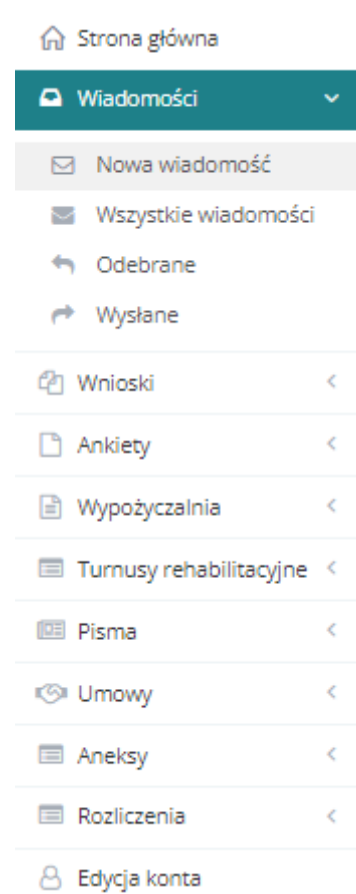 Strona główna
Wiadomości
Nowa wiadomość
Wszystkie wiadomości
Odebrane
Wysłane
Wnioski
Ankiety
Wypożyczalnia
Turnusy rehabilitacyjne
Pisma
Umowy
Aneksy
Rozliczenia
Edycja konta